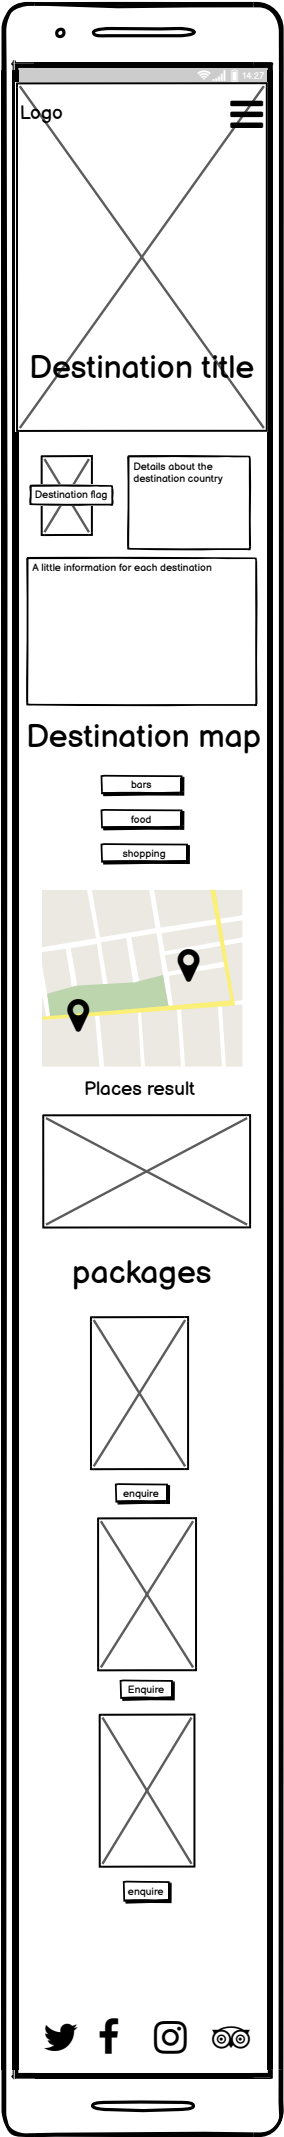 14:27
Logo
Destination title
Destination flag
Details about the
destination country
A little information for each destination
Destination map
bars
food
shopping
Places result
packages
enquire
Enquire
enquire